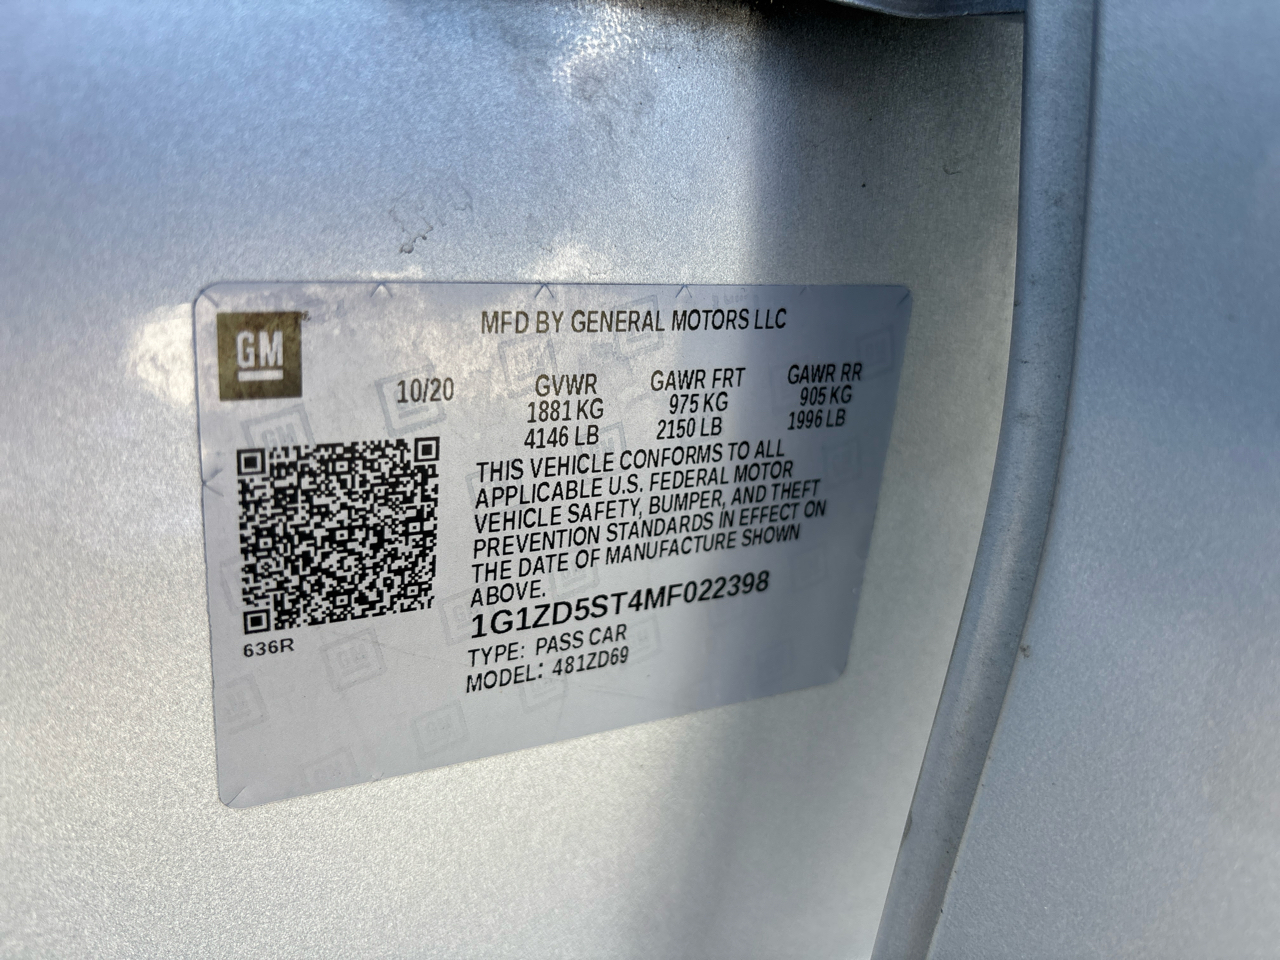 GM
MFD BY GENERAL MOTORS LLC
10/20
GVWR
1881 KG
4146 LB
GAWR FRT
975 KG
2150 LB
GAWR RR
905 KG
1996 LB
THIS VEHICLE CONFORMS TO ALL
APPLICABLE U.S. FEDERAL MOTOR
VEHICLE SAFETY, BUMPER, AND THEFT
PREVENTION STANDARDS IN EFFECT ON
THE DATE OF MANUFACTURE SHOWN
ABOVE.
1G1ZD5ST4MF022398
TYPE: PASS CAR
MODEL: 481ZD69
636R